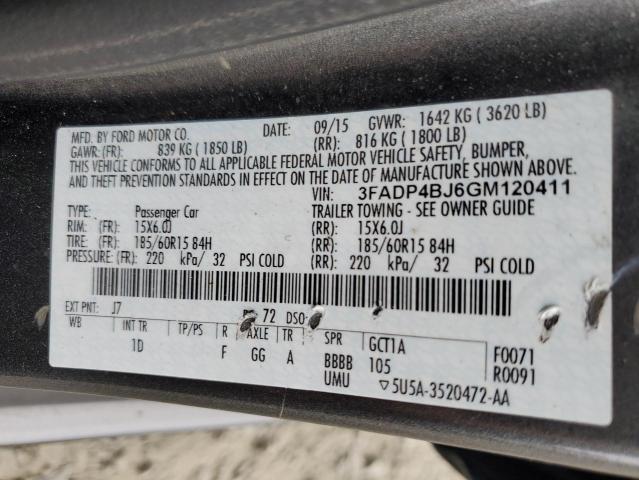 MFD. BY FORD MOTOR CO. DATE: 09/15 GVWR: 1642 KG ( 3620 LB)
GAWR: (FR): 839 KG ( 1850 LB) (RR): 816 KG ( 1800 LB)
THIS VEHICLE CONFORMS TO ALL APPLICABLE FEDERAL MOTOR VEHICLE SAFETY, BUMPER,
AND THEFT PREVENTION STANDARDS IN EFFECT ON THE DATE OF MANUFACTURE SHOWN ABOVE.
VIN: 3FADP4BJ6GM120411
TYPE: Passenger Car TRAILER TOWING - SEE OWNER GUIDE
RIM: (FR): 15X6.0J (RR): 15X6.0J
TIRE: (FR): 185/60R15 84H (RR): 185/60R15 84H
PRESSURE: (FR): 220 kPa/ 32 PSI COLD (RR): 220 kPa/ 32 PSI COLD
EXT PNT: J7 72 DSO:
WB INT TR TP/PS R AXLE TR SPR GCT1A F0071
1D F GG A BBBB 105 R0091
UMU ▽5U5A-3520472-AA